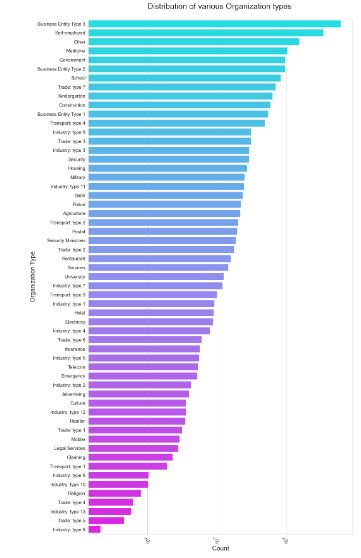 Distribution of various Organization types
Business Entity Type 3
Self-employed
Other
Medicine
Government
Business Entity Type 2
School
Trade: type 7
Kindergarten
Construction
Business Entity Type 1
Transport: type 4
Industry: type 9
Trade: type 3
Industry: type 3
Security
Housing
Military
Industry: type 11
Bank
Police
Agriculture
Transport: type 2
Postal
Security Ministries
Trade: type 2
Restaurant
Services
University
Industry: type 7
Transport: type 3
Industry: type 1
Hotel
Electricity
Industry: type 4
Trade: type 6
Insurance
Industry: type 5
Telecom
Emergency
Industry: type 2
Advertising
Culture
Industry: type 12
Realtor
Trade: type 1
Mobile
Legal Services
Cleaning
Transport: type 1
Industry: type 6
Industry: type 10
Religion
Trade: type 4
Industry: type 13
Trade: type 5
Industry: type 8
Organization Type
Count